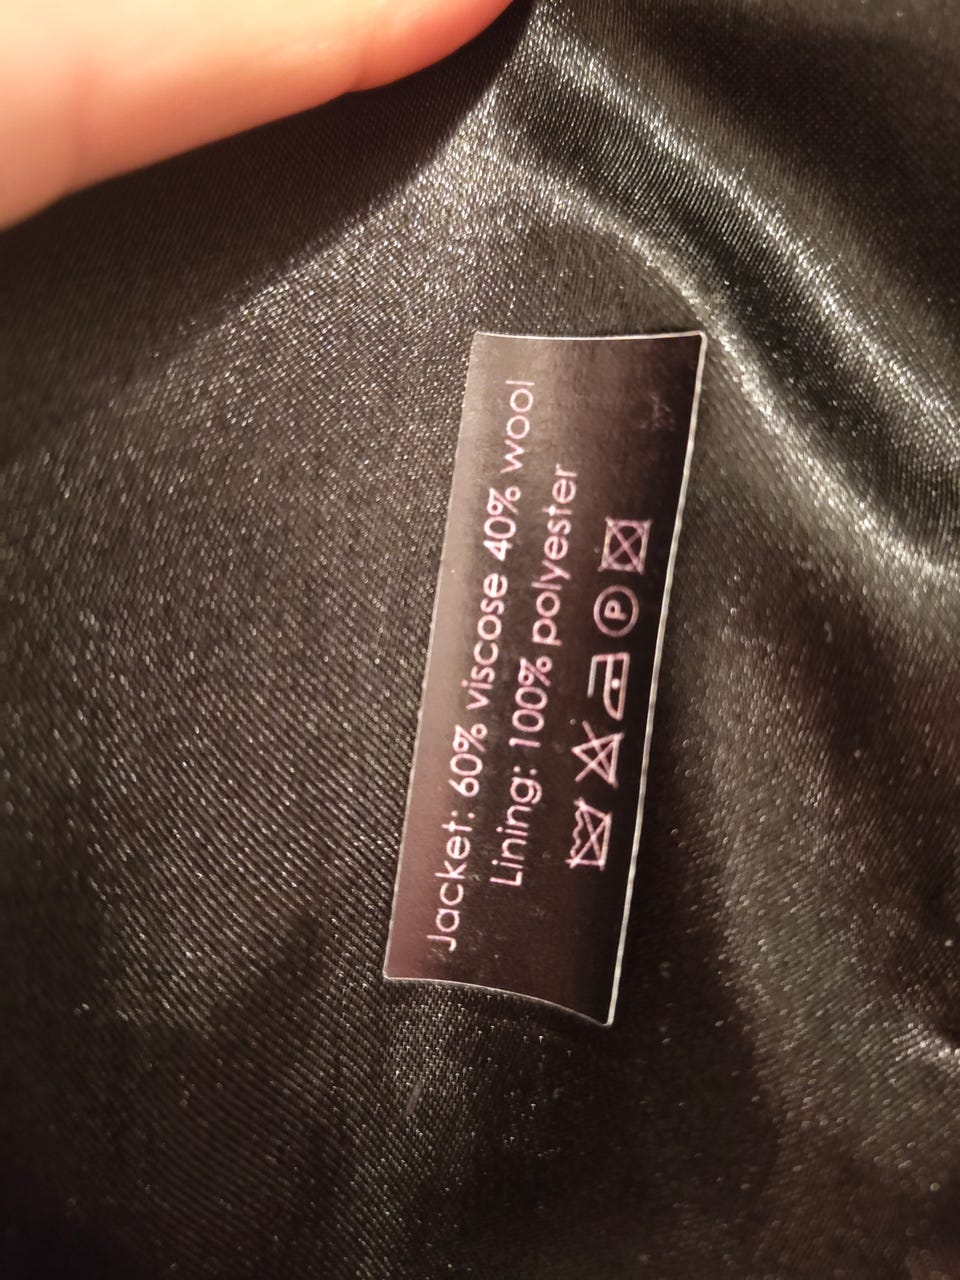 Jacket: 60% viscose 40% wool
Lining: 100% polyester
P